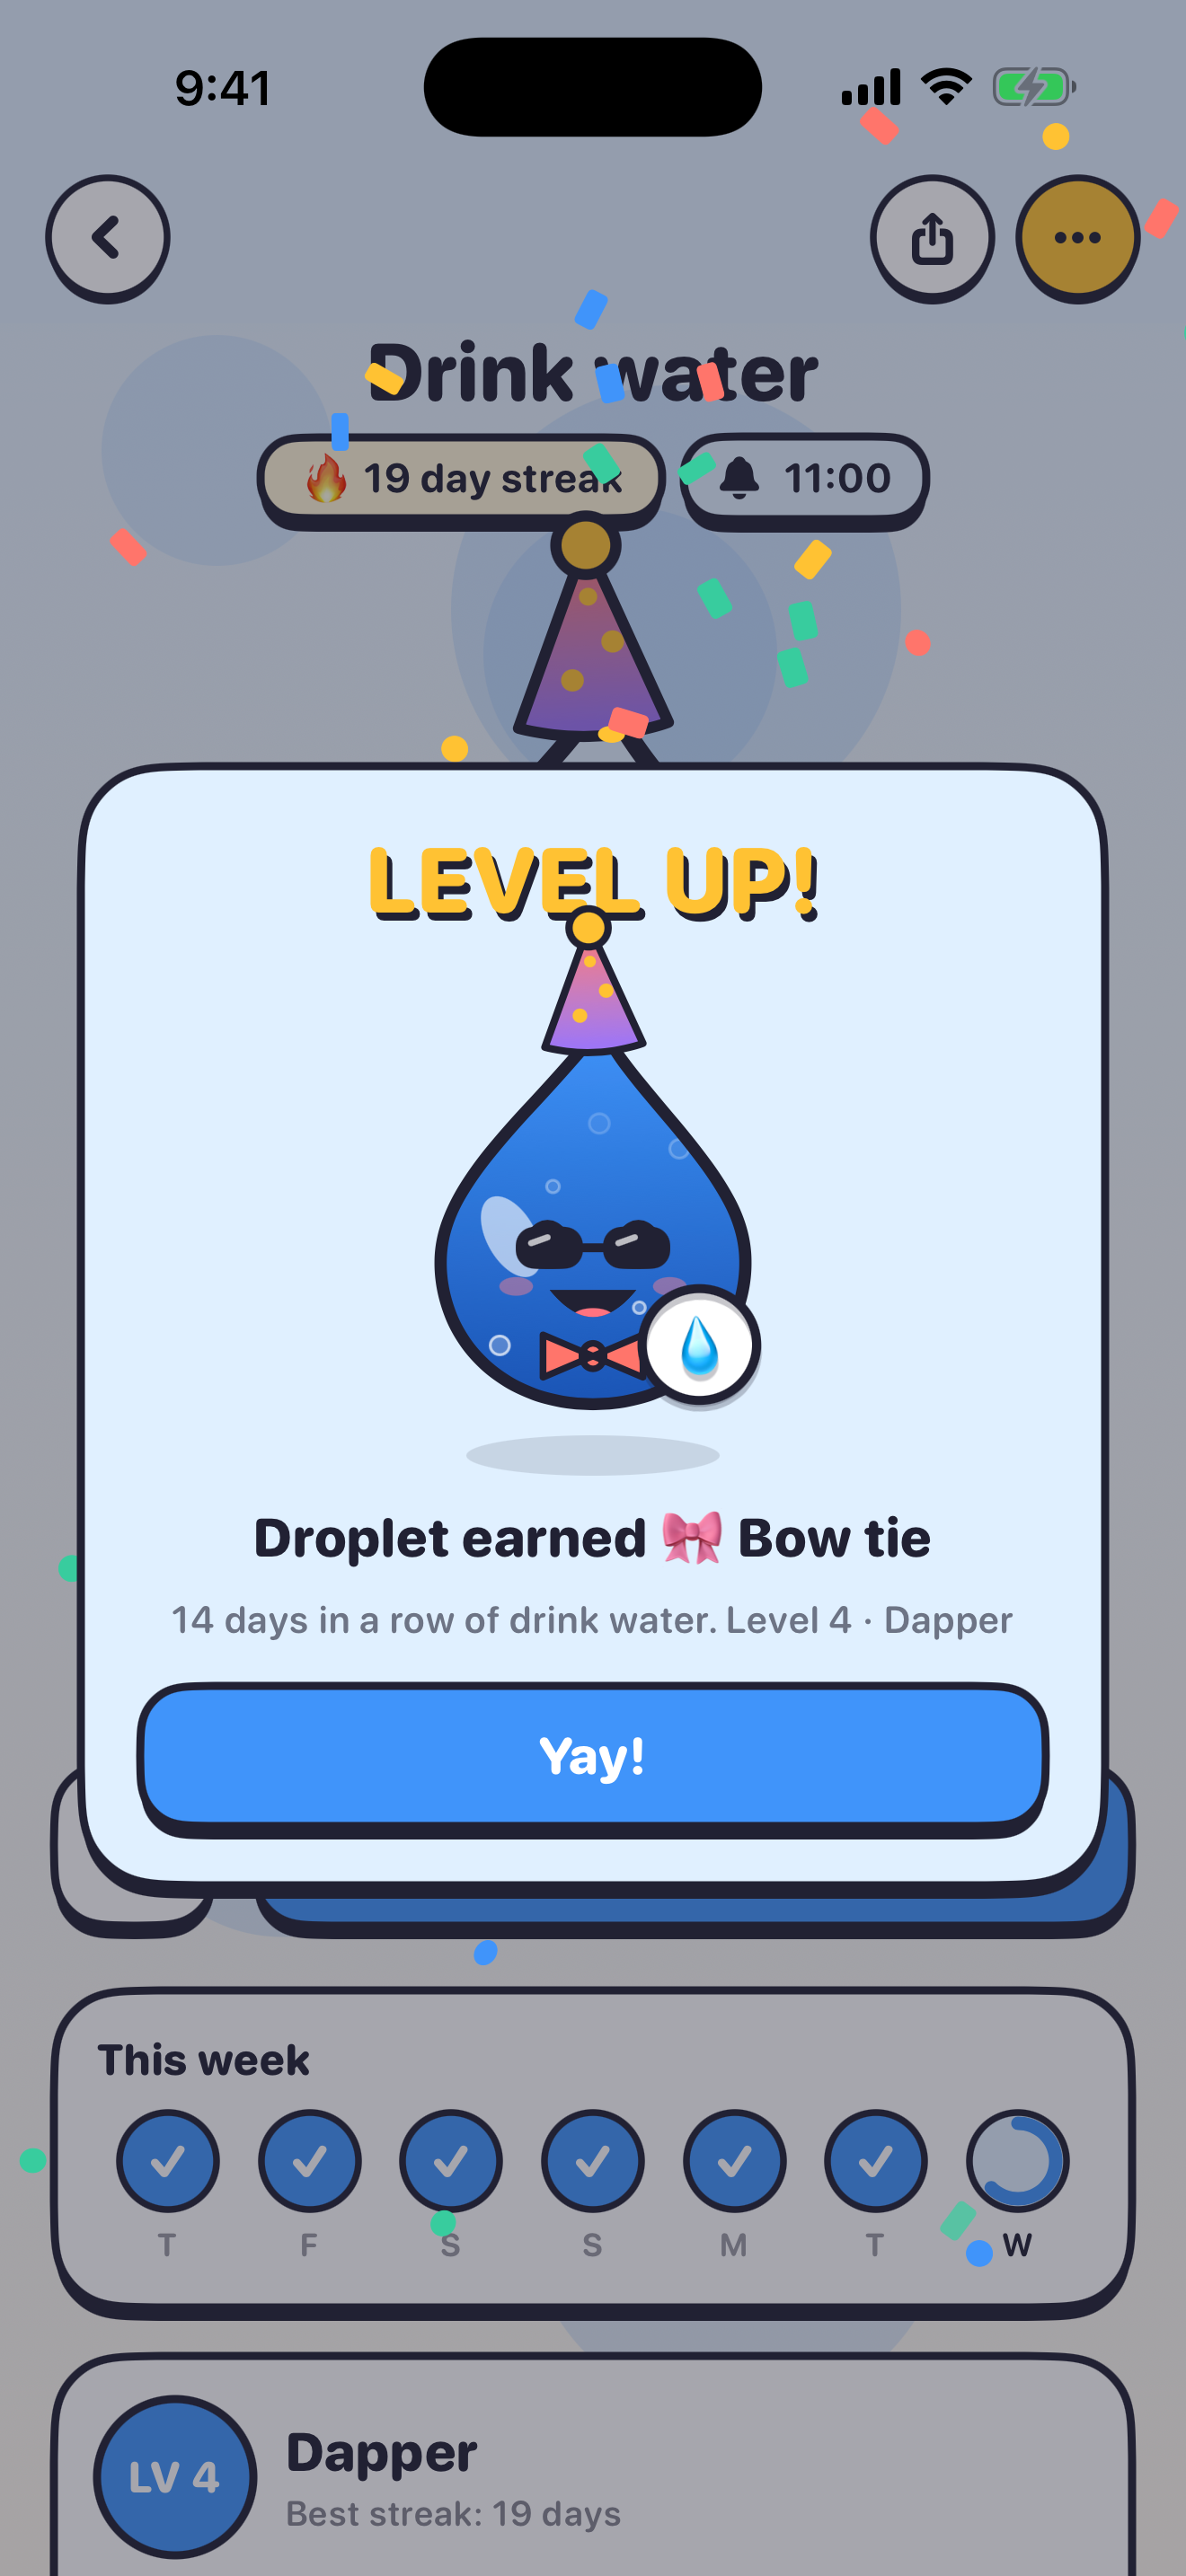 9:41
Drink water
🔥 19 day streak
11:00
LEVEL UP!
Droplet earned 🎀 Bow tie
14 days in a row of drink water. Level 4 · Dapper
Yay!
This week
T F S S M T W
LV 4
Dapper
Best streak: 19 days